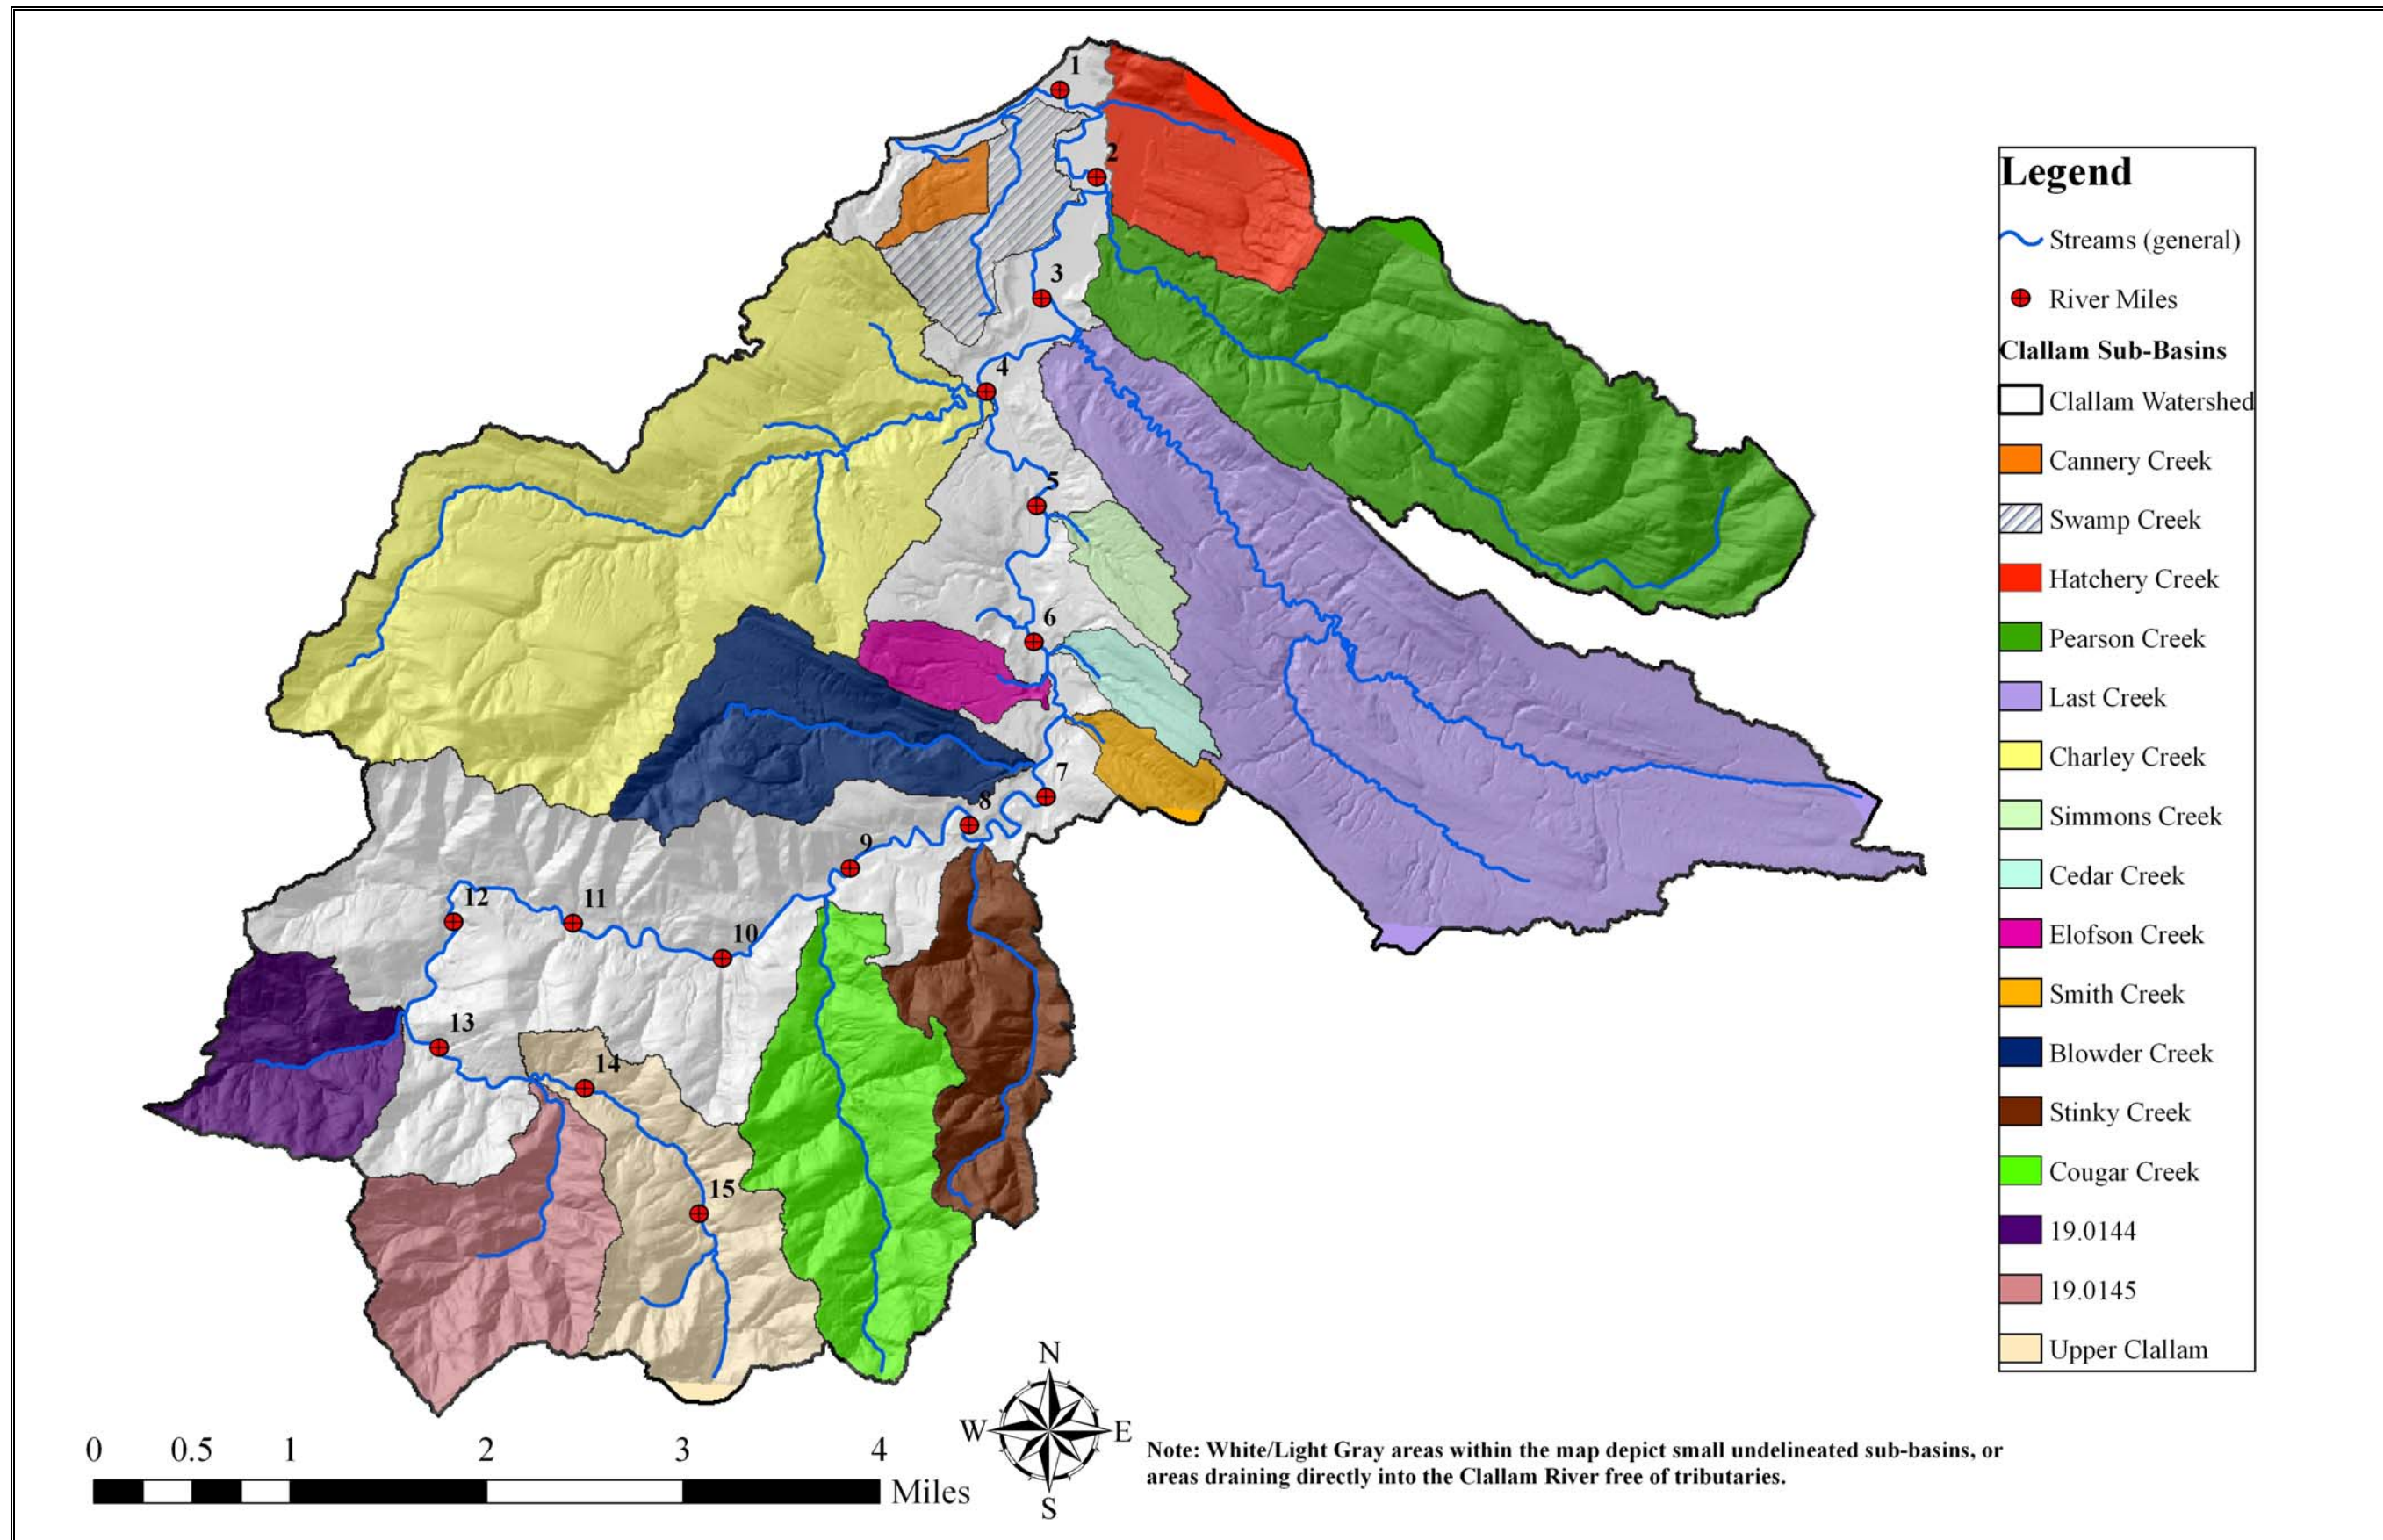 1
2
3
4
5
6
7
8
9
10
11
12
13
14
15
Legend
Streams (general)
River Miles
Clallam Sub-Basins
Clallam Watershed
Cannery Creek
Swamp Creek
Hatchery Creek
Pearson Creek
Last Creek
Charley Creek
Simmons Creek
Cedar Creek
Elofson Creek
Smith Creek
Blowder Creek
Stinky Creek
Cougar Creek
19.0144
19.0145
Upper Clallam
0 0.5 1 2 3 4
Miles
N
W E
S
Note: White/Light Gray areas within the map depict small undelineated sub-basins, or
areas draining directly into the Clallam River free of tributaries.